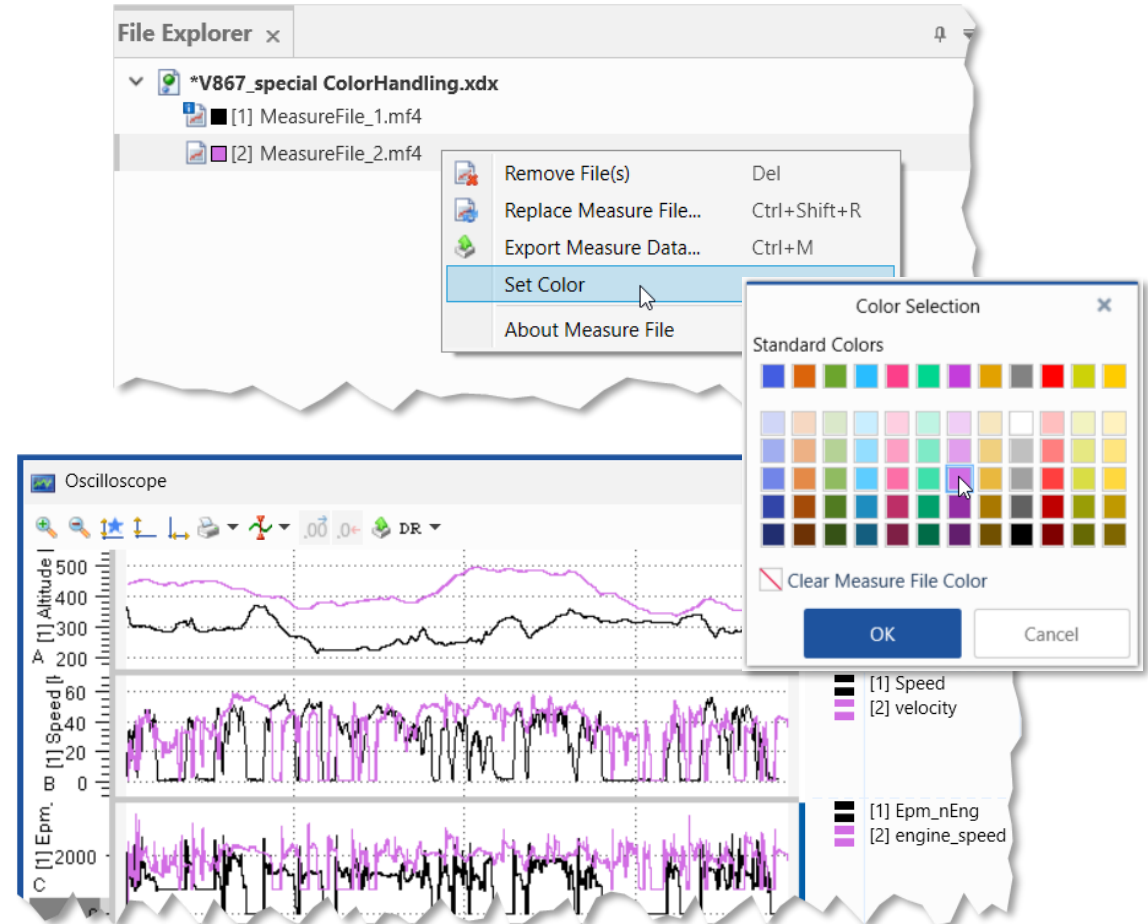 File Explorer ×
*V867_special ColorHandling.xdx
[1] MeasureFile_1.mf4
[2] MeasureFile_2.mf4
Remove File(s) Del
Replace Measure File... Ctrl+Shift+R
Export Measure Data... Ctrl+M
Set Color
About Measure File
Color Selection ×
Standard Colors
Clear Measure File Color
OK Cancel
Oscilloscope
.00 .0 DR
[1] Altitude
500
400
300
200
A
[1] Speed
60
40
20
0
B
[1] Speed
[2] velocity
[1] Epm.
2000
C
[1] Epm_nEng
[2] engine_speed